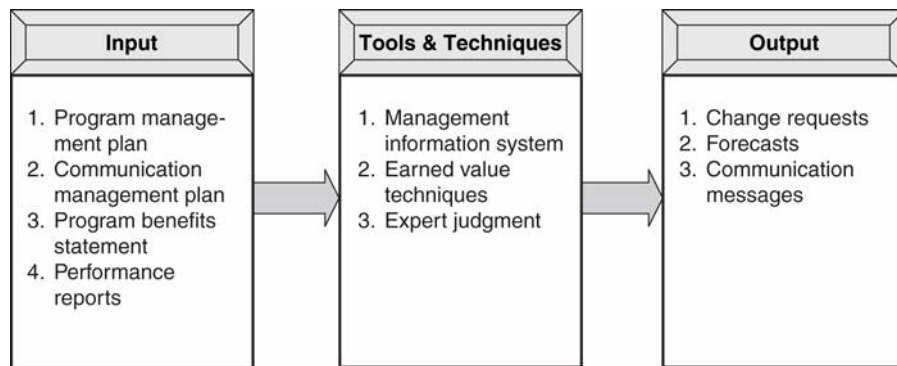 Input
1. Program manage-
ment plan
2. Communication
management plan
3. Program benefits
statement
4. Performance
reports
Tools & Techniques
1. Management
information system
2. Earned value
techniques
3. Expert judgment
Output
1. Change requests
2. Forecasts
3. Communication
messages